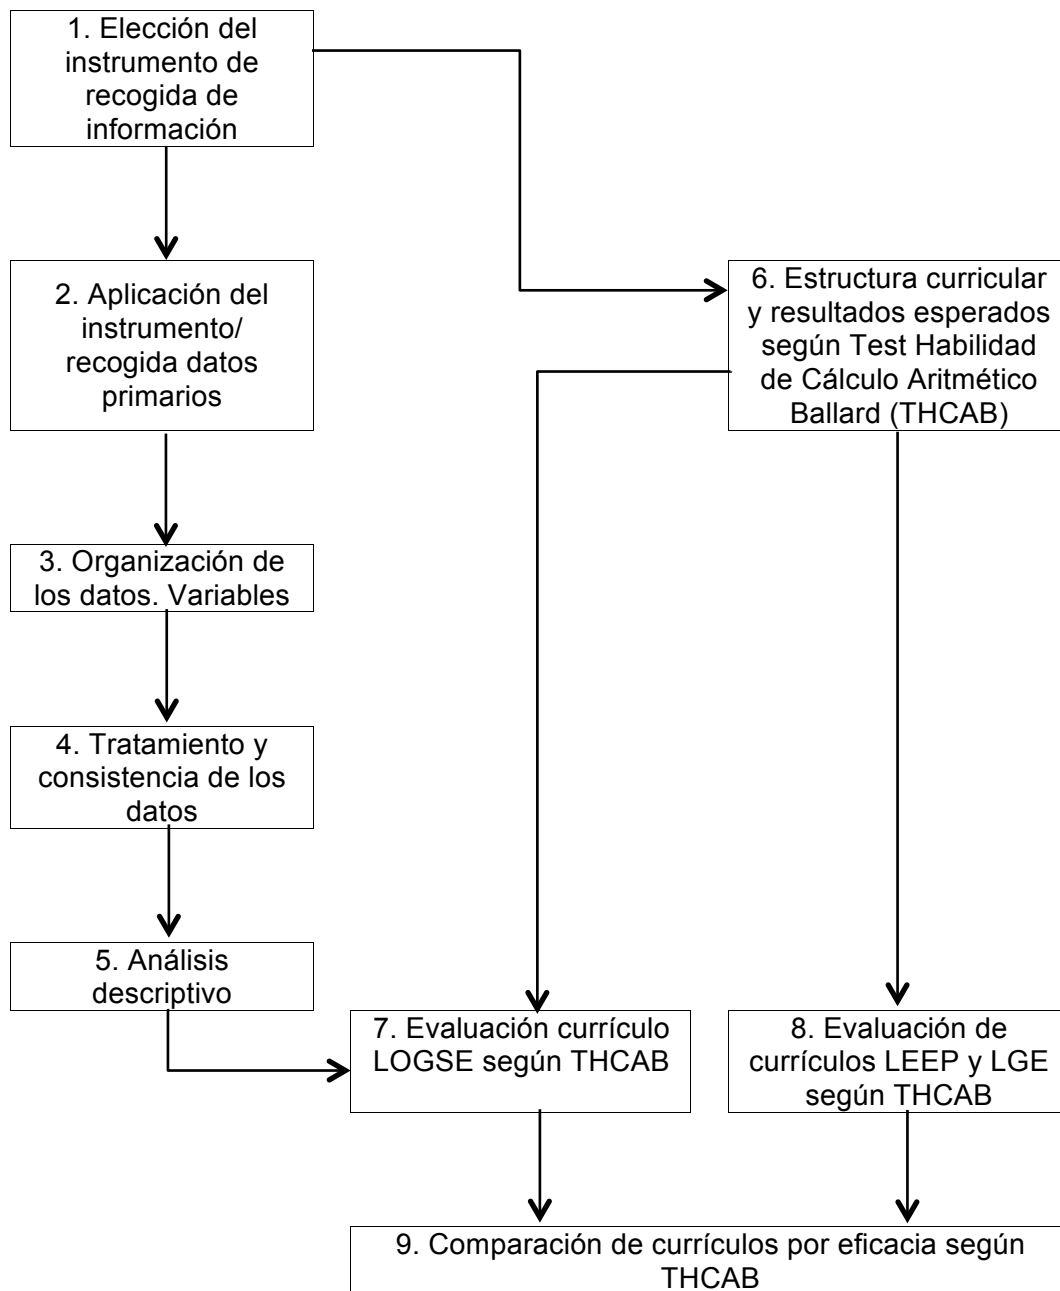 1. Elección del
instrumento de
recogida de
información
2. Aplicación del
instrumento/
recogida datos
primarios
3. Organización de
los datos. Variables
4. Tratamiento y
consistencia de los
datos
5. Análisis
descriptivo
6. Estructura curricular
y resultados esperados
según Test Habilidad
de Cálculo Aritmético
Ballard (THCAB)
7. Evaluación currículo
LOGSE según THCAB
8. Evaluación de
currículos LEEP y LGE
según THCAB
9. Comparación de currículos por eficacia según
THCAB